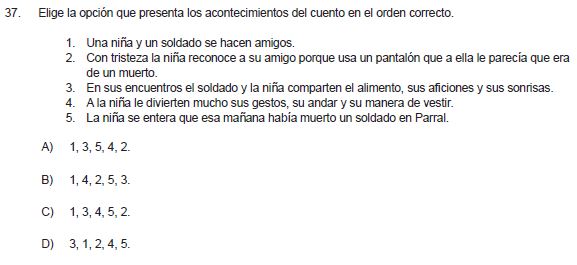 37. Elige la opción que presenta los acontecimientos del cuento en el orden correcto.
1. Una niña y un soldado se hacen amigos.
2. Con tristeza la niña reconoce a su amigo porque usa un pantalón que a ella le parecía que era
de un muerto.
3. En sus encuentros el soldado y la niña comparten el alimento, sus aficiones y sus sonrisas.
4. A la niña le divierten mucho sus gestos, su andar y su manera de vestir.
5. La niña se entera que esa mañana había muerto un soldado en Parral.
A) 1, 3, 5, 4, 2.
B) 1, 4, 2, 5, 3.
C) 1, 3, 4, 5, 2.
D) 3, 1, 2, 4, 5.